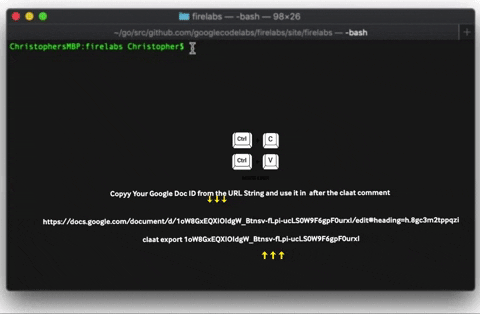 firelabs — -bash — 98×26
~/go/src/github.com/googlecodelabs/firelabs/site/firelabs — -bash
ChristophersMBP:firelabs Christopher$
Ctrl C
Ctrl V
Copyy Your Google Doc ID from the URL String and use it in after the claat comment
https://docs.google.com/document/d/1oW8GxEQXIOIdgW_Btnsv-fLpi-ucLS0W9F6gpF0urxI/edit#heading=h.8gc3m2tppqzi
claat export 1oW8GxEQXIOIdgW_Btnsv-fLpi-ucLS0W9F6gpF0urxI